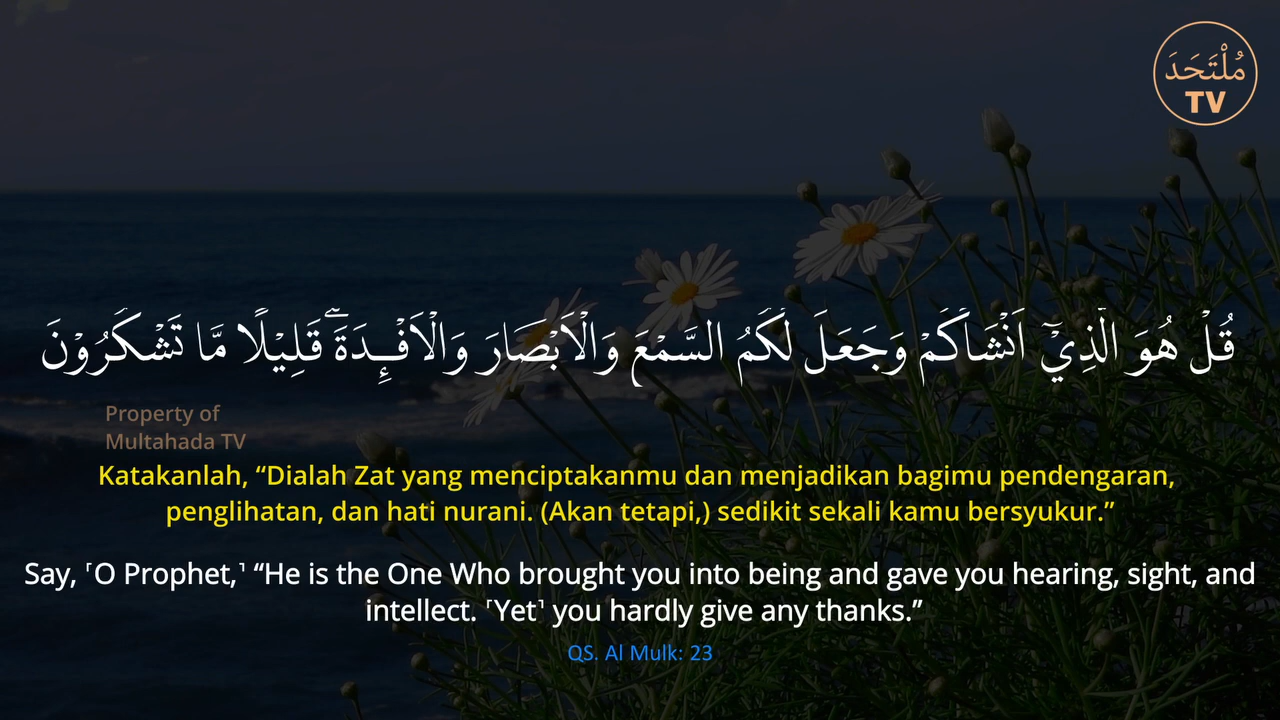 مُلْتَحَدَ
TV
قُلْ هُوَ الَّذِيْٓ اَنْشَاَكُمْ وَجَعَلَ لَكُمُ السَّمْعَ وَالْاَبْصَارَ وَالْاَفْـِٕدَةَۗ قَلِيْلًا مَّا تَشْكُرُوْنَ
Property of
Multahada TV
Katakanlah, “Dialah Zat yang menciptakanmu dan menjadikan bagimu pendengaran,
penglihatan, dan hati nurani. (Akan tetapi,) sedikit sekali kamu bersyukur.”
Say, ˹O Prophet,˺ “He is the One Who brought you into being and gave you hearing, sight, and
intellect. ˹Yet˺ you hardly give any thanks.”
QS. Al Mulk: 23